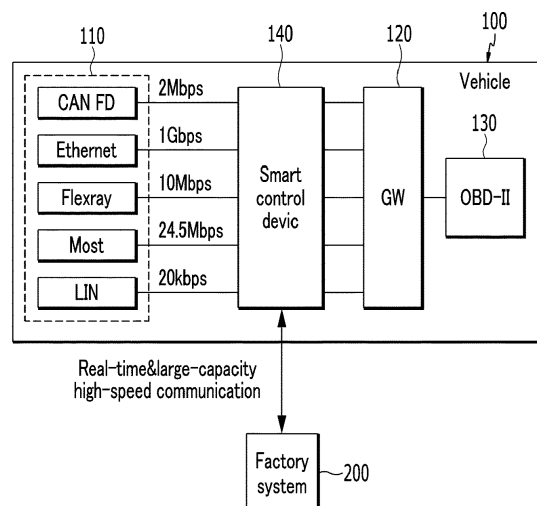 100
110
140
120
Vehicle
CAN FD
2Mbps
Ethernet
1Gbps
130
Flexray
10Mbps
Smart
control
devic
GW
OBD-II
Most
24.5Mbps
LIN
20kbps
Real-time&large-capacity
high-speed communication
Factory
system
200